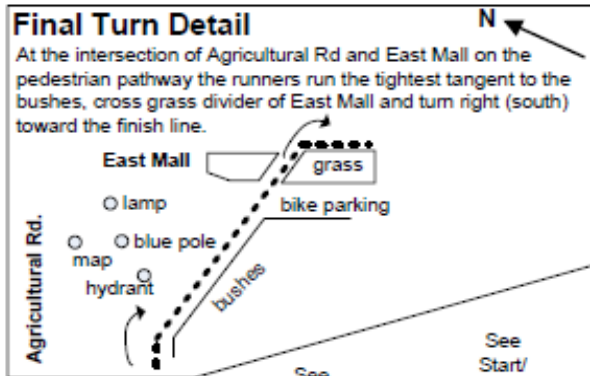 Final Turn Detail
N
At the intersection of Agricultural Rd and East Mall on the
pedestrian pathway the runners run the tightest tangent to the
bushes, cross grass divider of East Mall and turn right (south)
toward the finish line.
East Mall
grass
lamp
bike parking
blue pole
map
hydrant
bushes
Agricultural Rd.
See
Start/
See